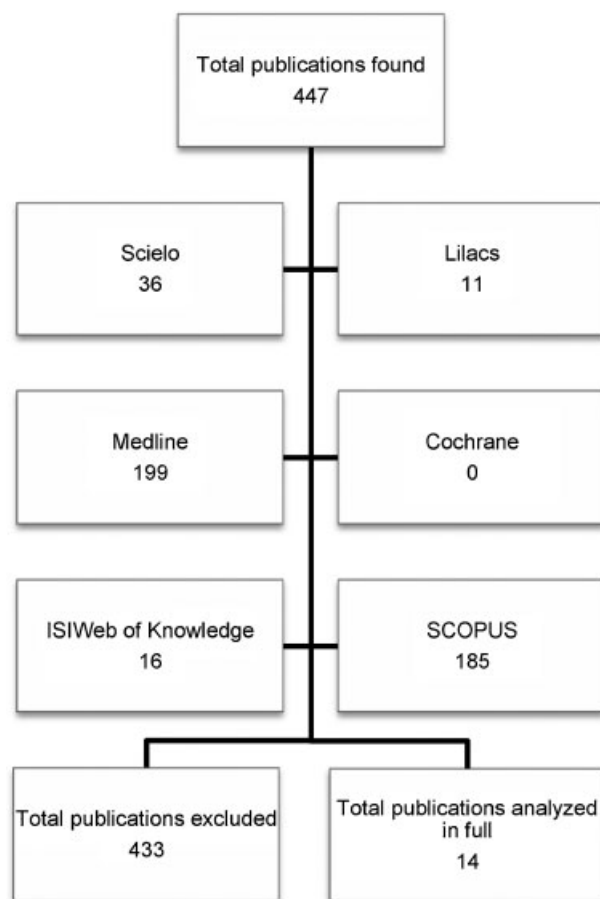 Total publications found
447
Scielo
36
Lilacs
11
Medline
199
Cochrane
0
ISIWeb of Knowledge
16
SCOPUS
185
Total publications excluded
433
Total publications analyzed
in full
14